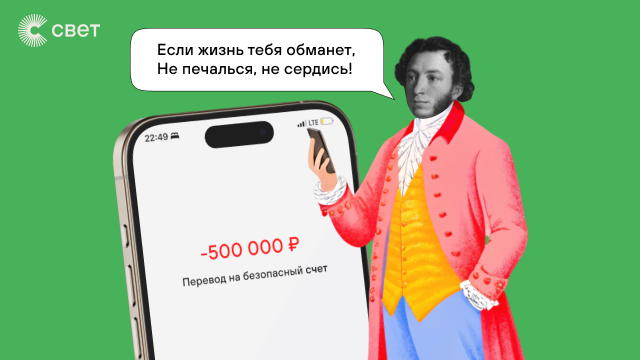 свет
Если жизнь тебя обманет,
Не печалься, не сердись!
22:49
LTE
-500 000 ₽
Перевод на безопасный счет